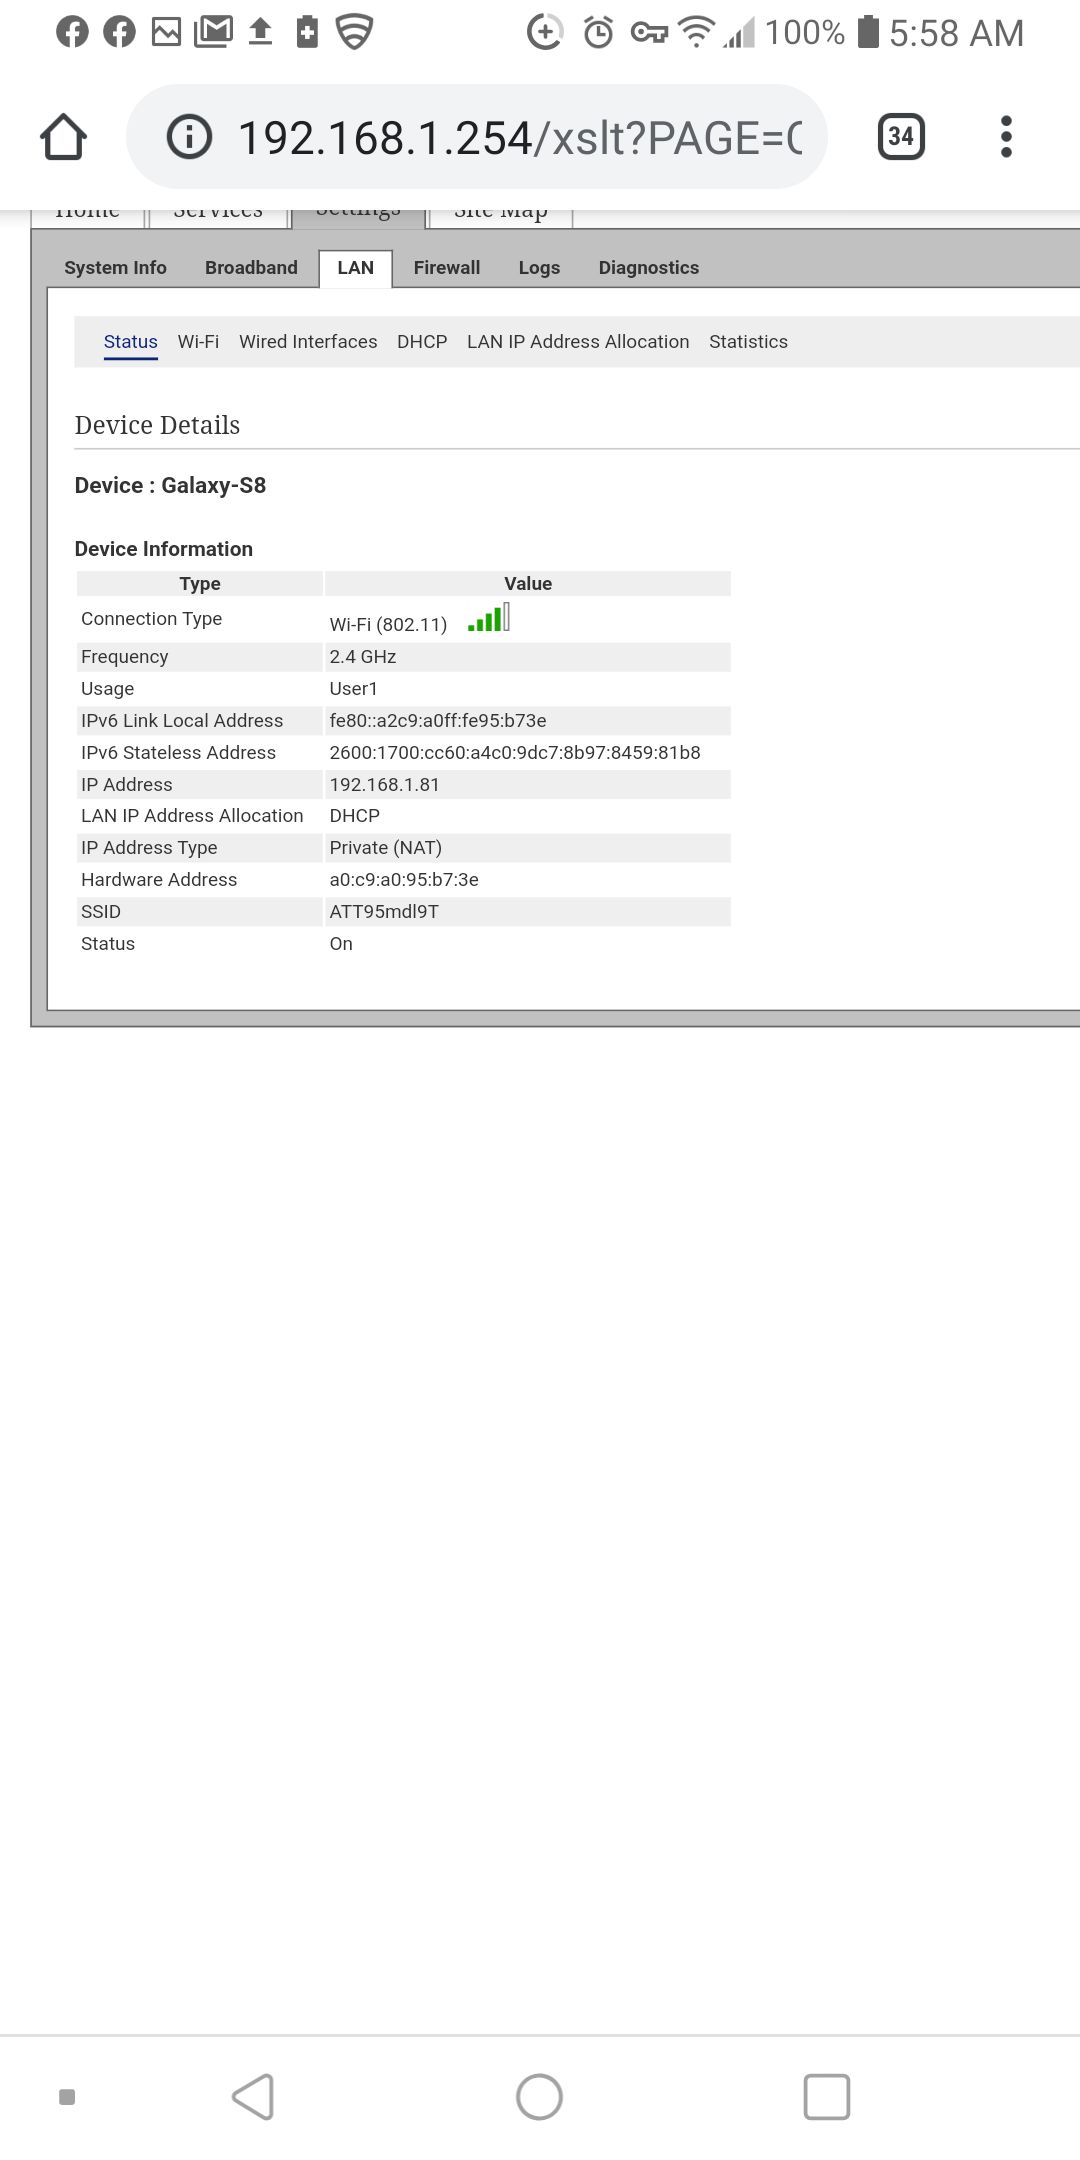 100% 5:58 AM
192.168.1.254/xslt?PAGE=C
34
Home Services Settings Site Map
System Info Broadband LAN Firewall Logs Diagnostics
Status Wi-Fi Wired Interfaces DHCP LAN IP Address Allocation Statistics
Device Details
Device : Galaxy-S8
Device Information
Type Value
Connection Type Wi-Fi (802.11)
Frequency 2.4 GHz
Usage User1
IPv6 Link Local Address fe80::a2c9:a0ff:fe95:b73e
IPv6 Stateless Address 2600:1700:cc60:a4c0:9dc7:8b97:8459:81b8
IP Address 192.168.1.81
LAN IP Address Allocation DHCP
IP Address Type Private (NAT)
Hardware Address a0:c9:a0:95:b7:3e
SSID ATT95mdl9T
Status On